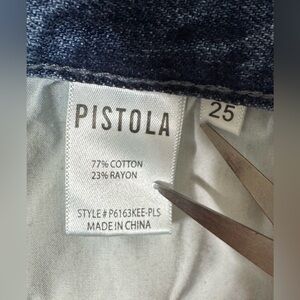 PISTOLA
25
77% COTTON
23% RAYON
STYLE# P6163KEE-PLS
MADE IN CHINA